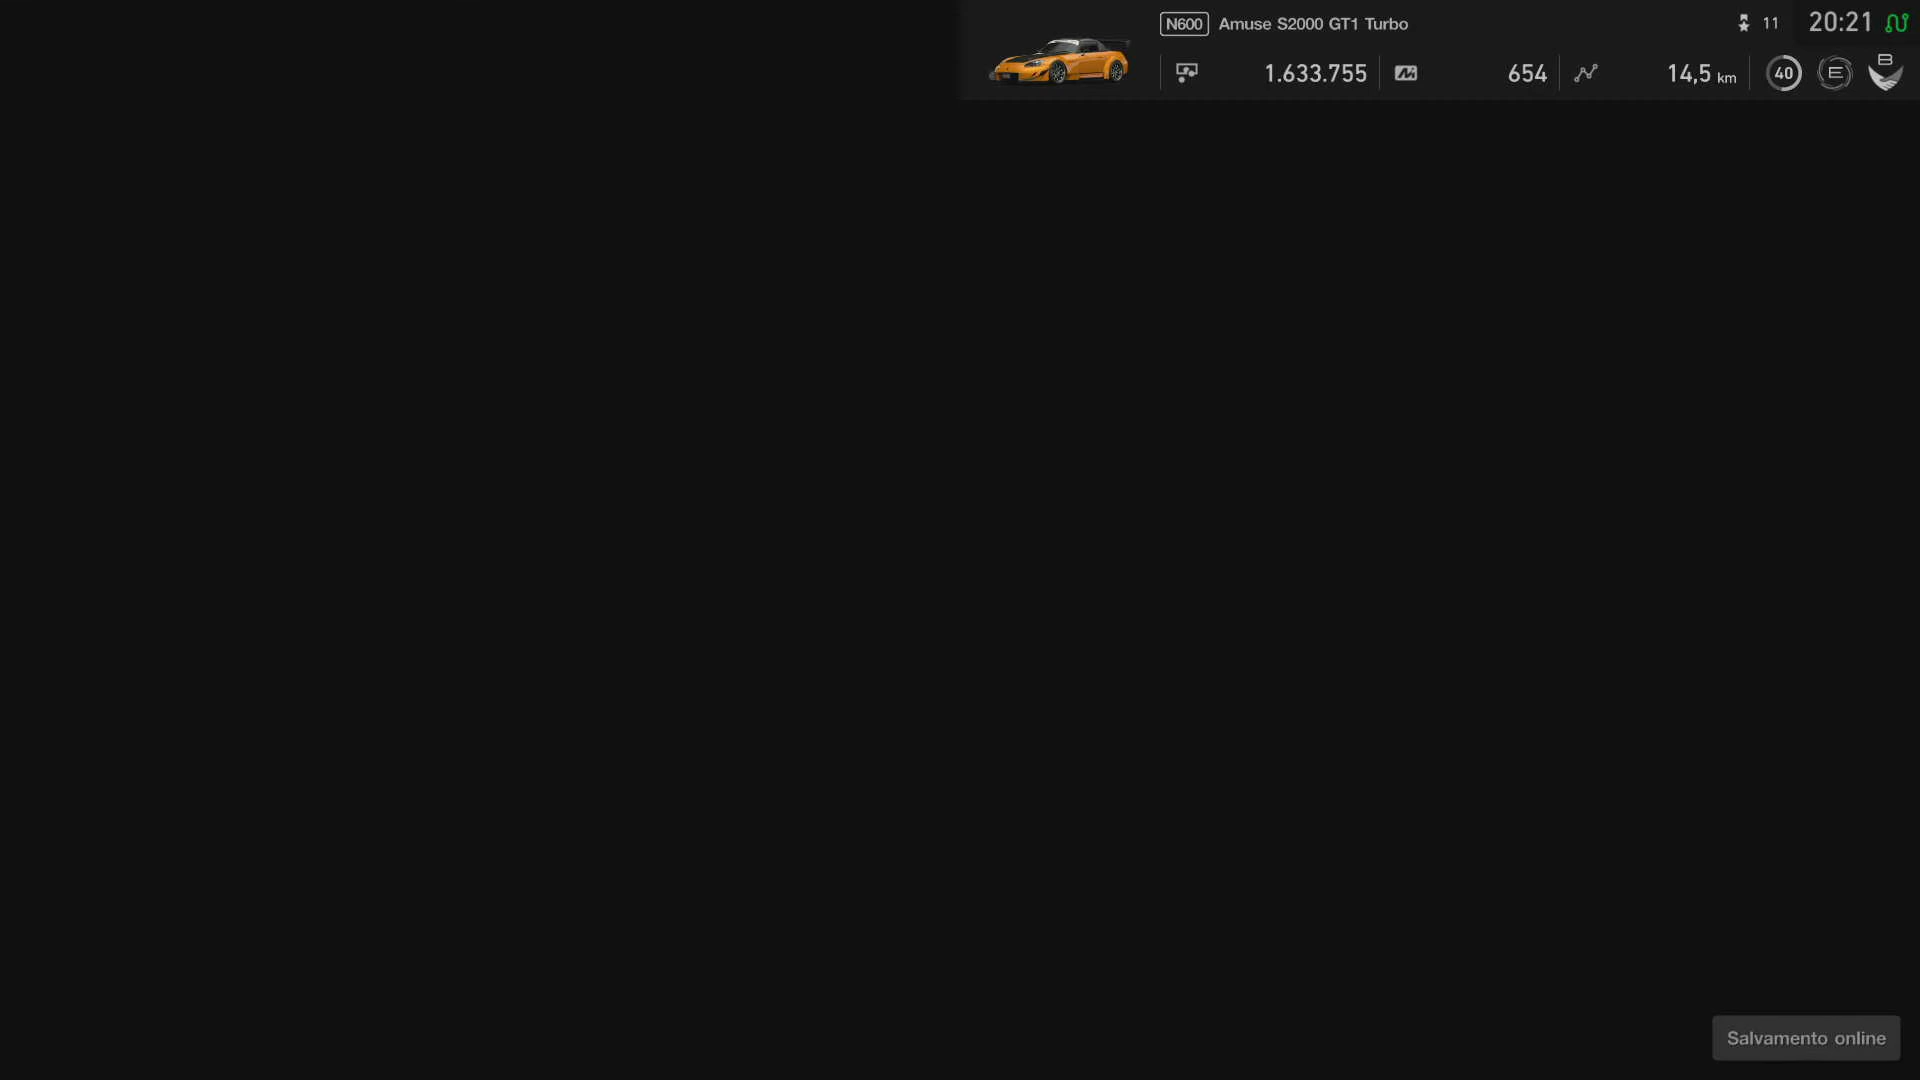 N600 Amuse S2000 GT1 Turbo
11
20:21
1.633.755
654
14,5 km
40
E
B
Salvamento online